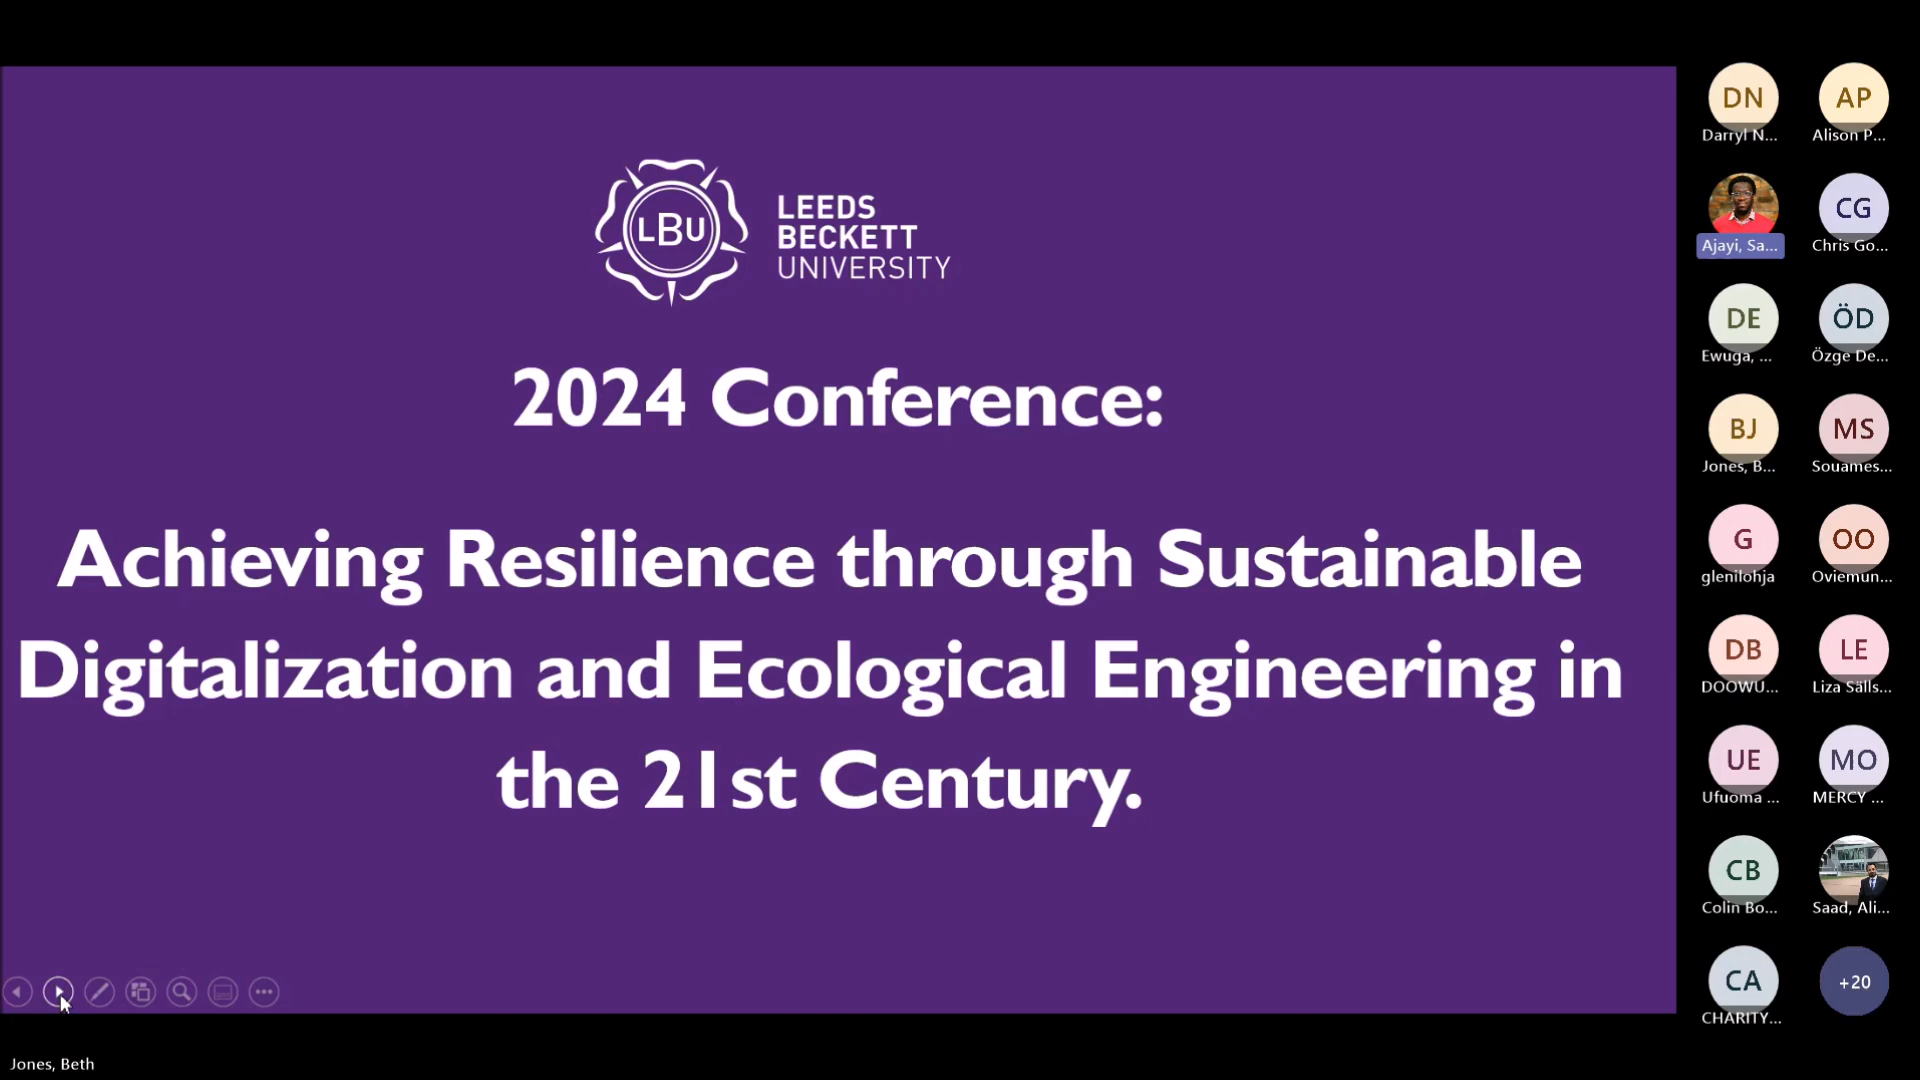 LBU
LEEDS
BECKETT
UNIVERSITY
2024 Conference:
Achieving Resilience through Sustainable
Digitalization and Ecological Engineering in
the 21st Century.
DN
Darryl N...
AP
Alison P...
Ajayi, Sa...
CG
Chris Go...
DE
Ewuga, ...
ÖD
Özge De...
BJ
Jones, B...
MS
Souames...
G
glenilohja
OO
Oviemun...
DB
DOOWU...
LE
Liza Sälls...
UE
Ufuoma ...
MO
MERCY ...
CB
Colin Bo...
Saad, Ali...
CA
CHARITY...
+20
Jones, Beth